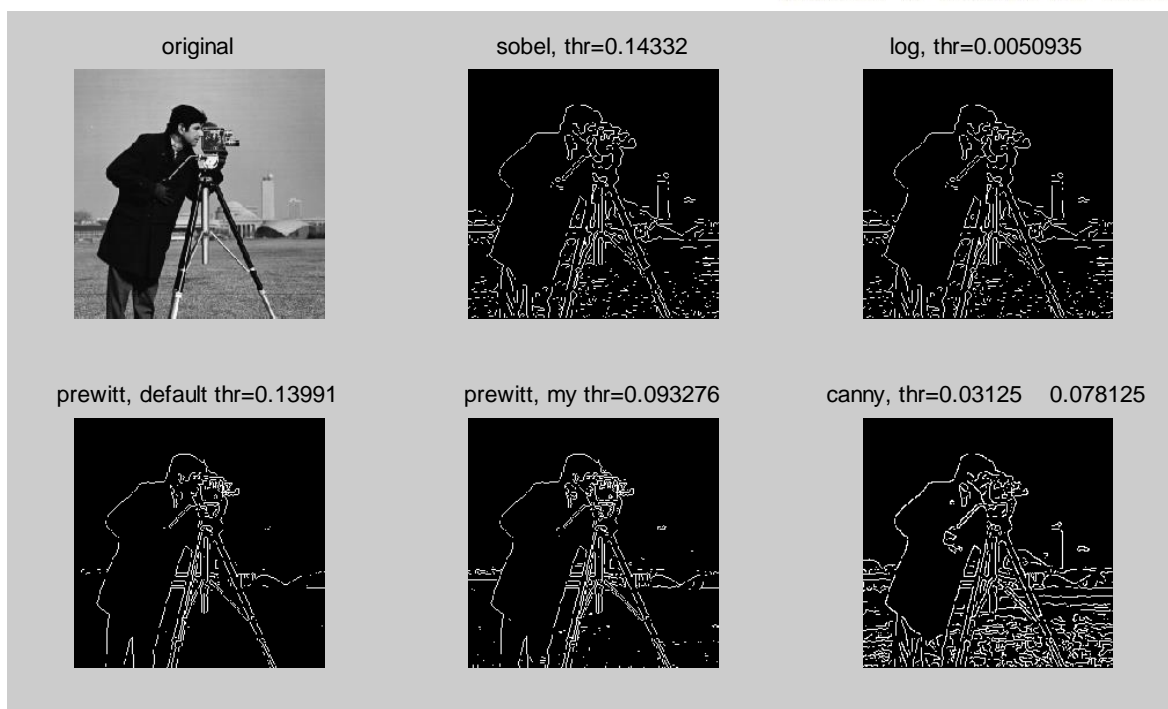 original
sobel, thr=0.14332
log, thr=0.0050935
prewitt, default thr=0.13991
prewitt, my thr=0.093276
canny, thr=0.03125 0.078125